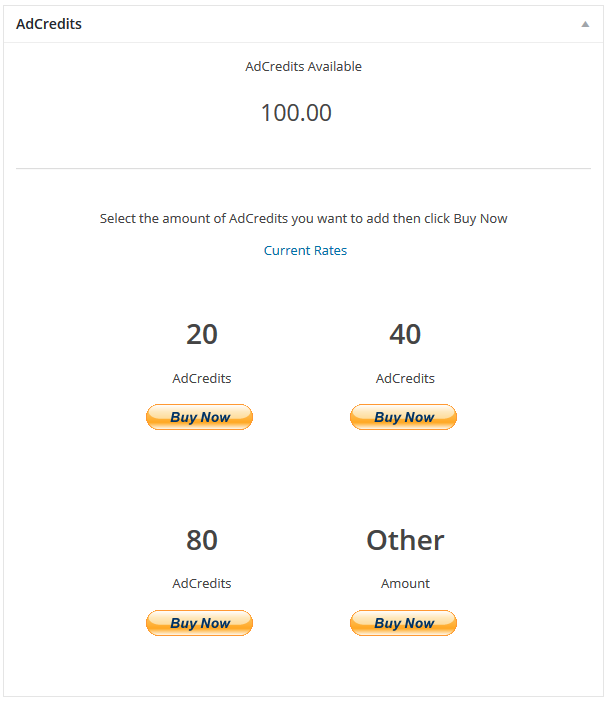 AdCredits
AdCredits Available
100.00
Select the amount of AdCredits you want to add then click Buy Now
Current Rates
20
40
AdCredits
AdCredits
Buy Now
Buy Now
80
Other
AdCredits
Amount
Buy Now
Buy Now